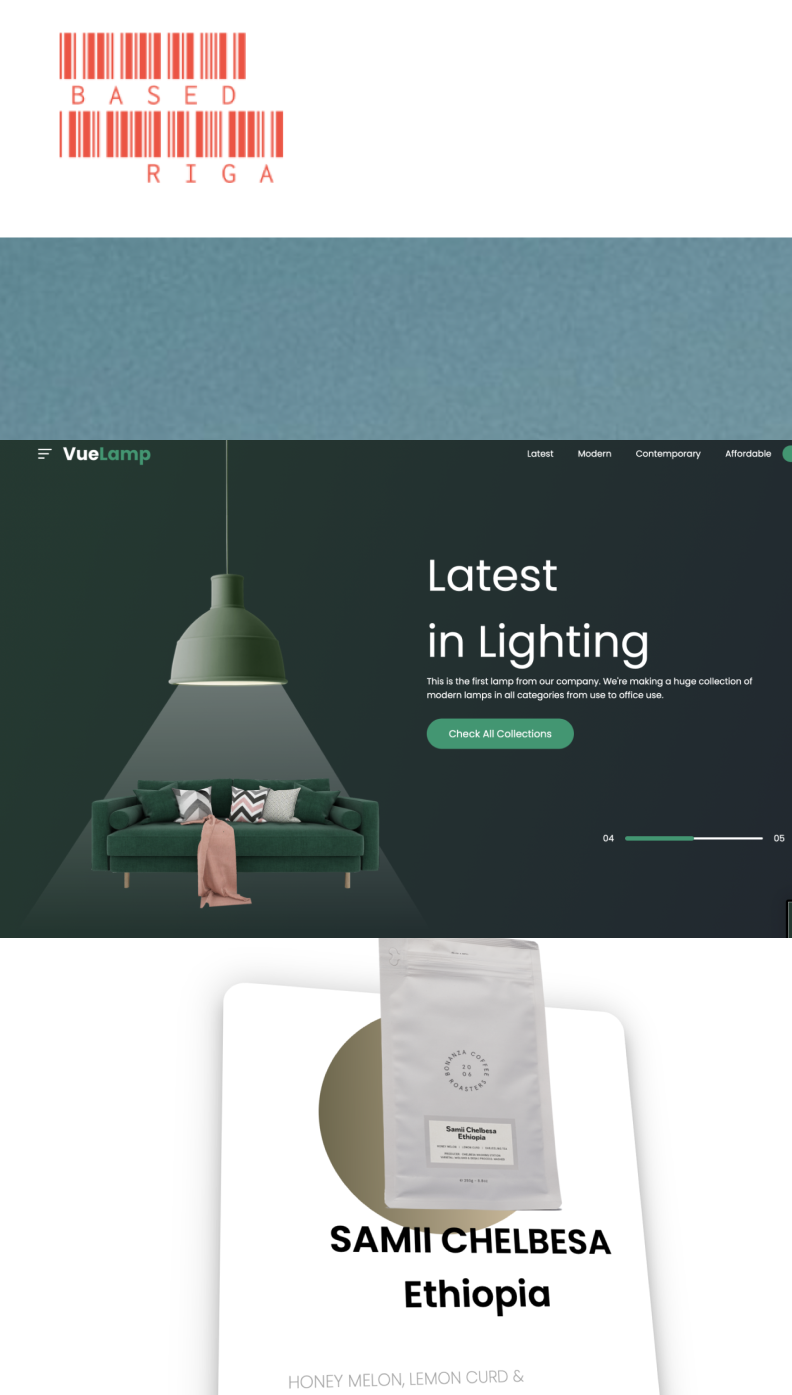 BASED
RIGA
VueLamp
Latest Modern Contemporary Affordable
Latest
in Lighting
This is the first lamp from our company. We're making a huge collection of
modern lamps in all categories from use to office use.
Check All Collections
04 05
BONANZA COFFEE ROASTERS
20
06
Samii Chelbesa
Ethiopia
SAMII CHELBESA
Ethiopia
HONEY MELON, LEMON CURD &